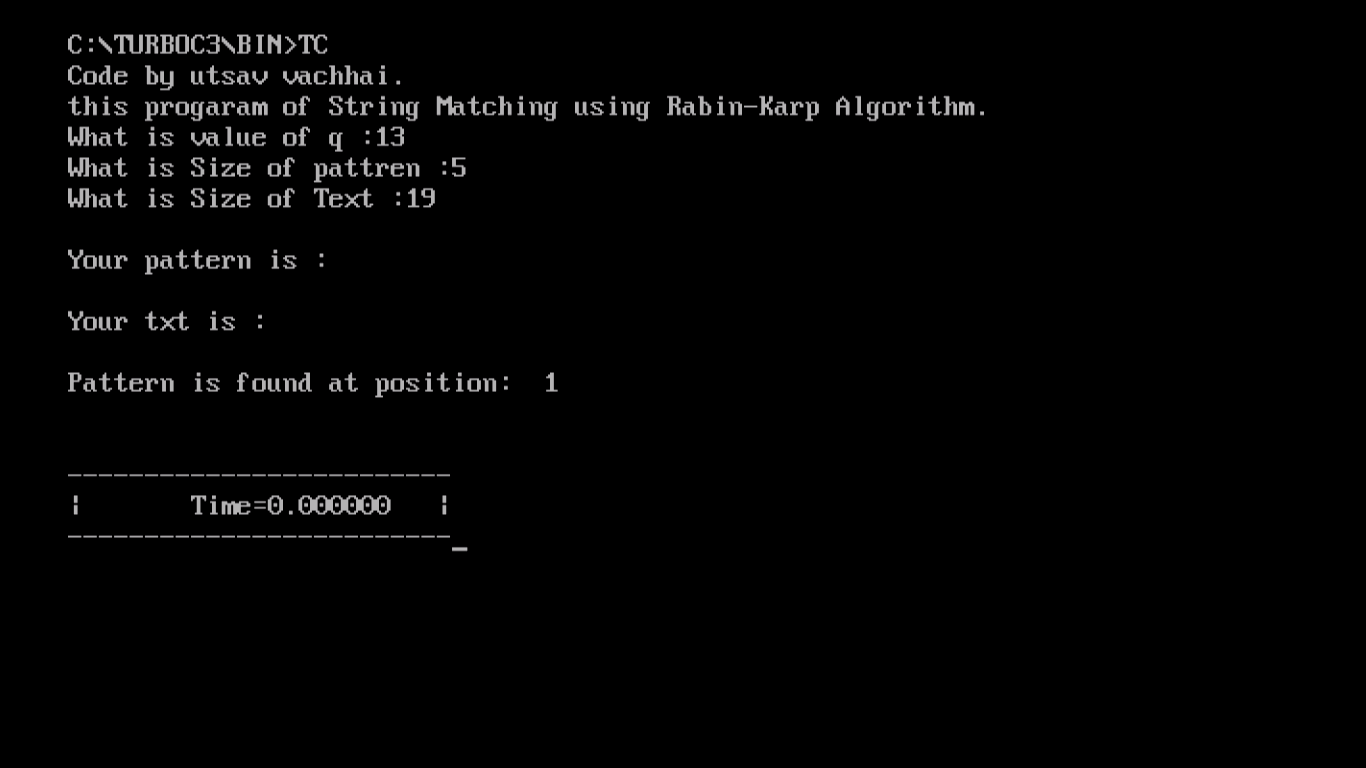 C:\TURBOC3\BIN>TC
Code by utsav vachhai.
this progaram of String Matching using Rabin-Karp Algorithm.
What is value of q :13
What is Size of pattren :5
What is Size of Text :19
Your pattern is :
Your txt is :
Pattern is found at position:  1
-------------------------
|       Time=0.000000   |
-------------------------_